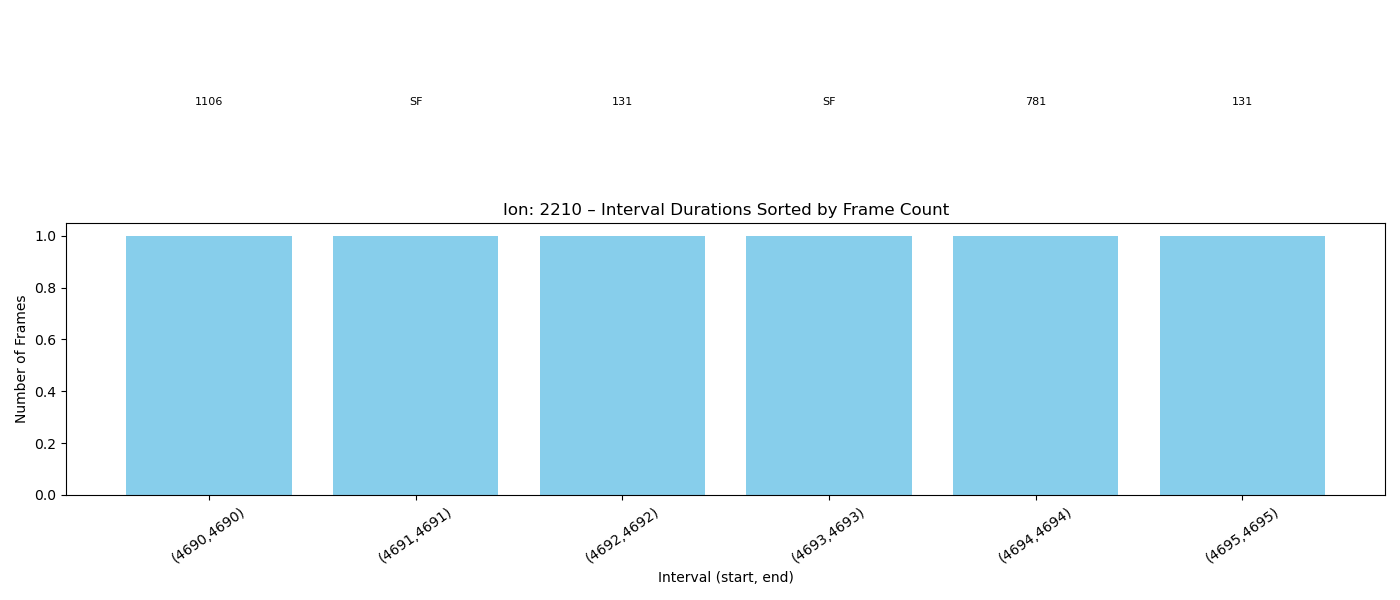 1106 SF 131 SF 781 131
Ion: 2210 – Interval Durations Sorted by Frame Count
1.0
0.8
0.6
0.4
0.2
0.0
Number of Frames
(4690,4690) (4691,4691) (4692,4692) (4693,4693) (4694,4694) (4695,4695)
Interval (start, end)